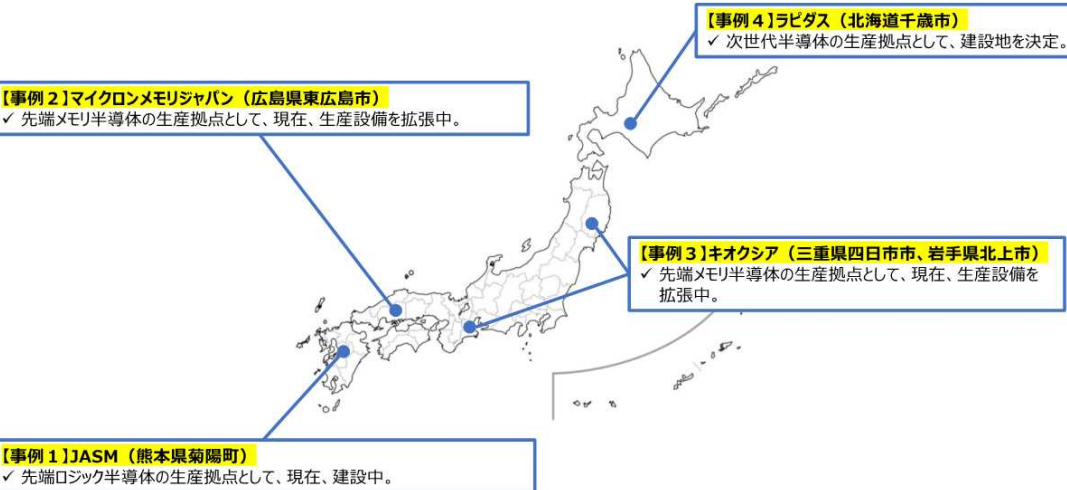 【事例４】ラピダス（北海道千歳市）
✓ 次世代半導体の生産拠点として、建設地を決定。
【事例２】マイクロンメモリジャパン（広島県東広島市）
✓ 先端メモリ半導体の生産拠点として、現在、生産設備を拡張中。
【事例３】キオクシア（三重県四日市市、岩手県北上市）
✓ 先端メモリ半導体の生産拠点として、現在、生産設備を
拡張中。
【事例１】JASM（熊本県菊陽町）
✓ 先端ロジック半導体の生産拠点として、現在、建設中。